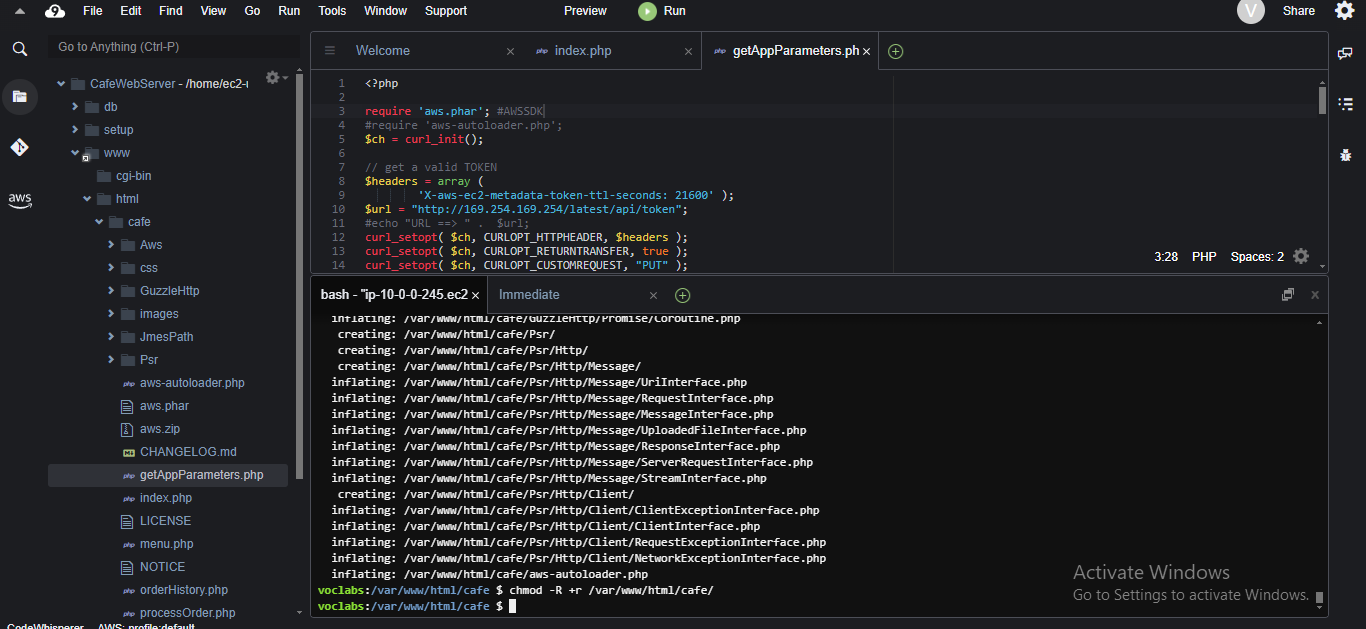 9 File Edit Find View Go Run Tools Window Support Preview Run V Share
Go to Anything (Ctrl-P)
Welcome × index.php × getAppParameters.ph ×
CafeWebServer - /home/ec2-
db
setup
www
cgi-bin
html
cafe
Aws
css
GuzzleHttp
images
JmesPath
Psr
php aws-autoloader.php
aws.phar
aws.zip
CHANGELOG.md
php getAppParameters.php
php index.php
LICENSE
php menu.php
NOTICE
php orderHistory.php
php processOrder.php
aws
1 <?php
2
3 require 'aws.phar'; #AWSSDK
4 #require 'aws-autoloader.php';
5 $ch = curl_init();
6
7 // get a valid TOKEN
8 $headers = array (
9 'X-aws-ec2-metadata-token-ttl-seconds: 21600' );
10 $url = "http://169.254.169.254/latest/api/token";
11 #echo "URL ==> " .  $url;
12 curl_setopt( $ch, CURLOPT_HTTPHEADER, $headers );
13 curl_setopt( $ch, CURLOPT_RETURNTRANSFER, true );
14 curl_setopt( $ch, CURLOPT_CUSTOMREQUEST, "PUT" );
3:28 PHP Spaces: 2
bash - "ip-10-0-0-245.ec2 × Immediate ×
inflating: /var/www/html/cafe/GuzzleHttp/Promise/Coroutine.php
creating: /var/www/html/cafe/Psr/
creating: /var/www/html/cafe/Psr/Http/
creating: /var/www/html/cafe/Psr/Http/Message/
inflating: /var/www/html/cafe/Psr/Http/Message/UriInterface.php
inflating: /var/www/html/cafe/Psr/Http/Message/RequestInterface.php
inflating: /var/www/html/cafe/Psr/Http/Message/MessageInterface.php
inflating: /var/www/html/cafe/Psr/Http/Message/UploadedFileInterface.php
inflating: /var/www/html/cafe/Psr/Http/Message/ResponseInterface.php
inflating: /var/www/html/cafe/Psr/Http/Message/ServerRequestInterface.php
inflating: /var/www/html/cafe/Psr/Http/Message/StreamInterface.php
creating: /var/www/html/cafe/Psr/Http/Client/
inflating: /var/www/html/cafe/Psr/Http/Client/ClientExceptionInterface.php
inflating: /var/www/html/cafe/Psr/Http/Client/ClientInterface.php
inflating: /var/www/html/cafe/Psr/Http/Client/RequestExceptionInterface.php
inflating: /var/www/html/cafe/Psr/Http/Client/NetworkExceptionInterface.php
inflating: /var/www/html/cafe/aws-autoloader.php
voclabs:/var/www/html/cafe $ chmod -R +r /var/www/html/cafe/
voclabs:/var/www/html/cafe $
Activate Windows
Go to Settings to activate Windows.
CodeWhisperer AWS: profile:default